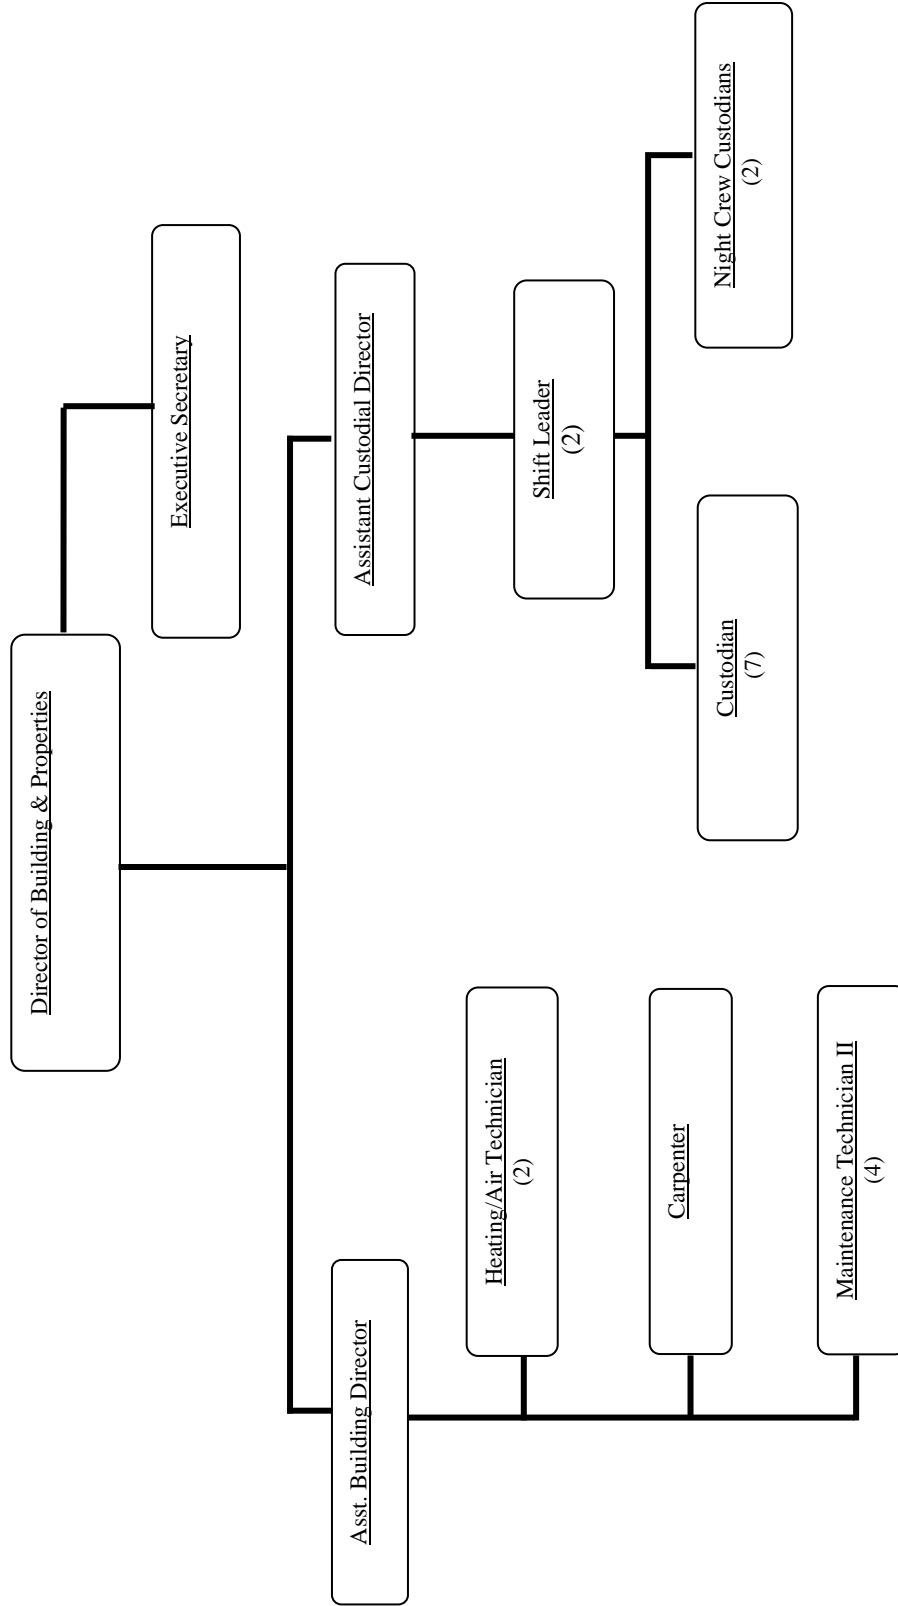 Director of Building & Properties
Executive Secretary
Asst. Building Director
Assistant Custodial Director
Heating/Air Technician
(2)
Carpenter
Maintenance Technician II
(4)
Shift Leader
(2)
Custodian
(7)
Night Crew Custodians
(2)